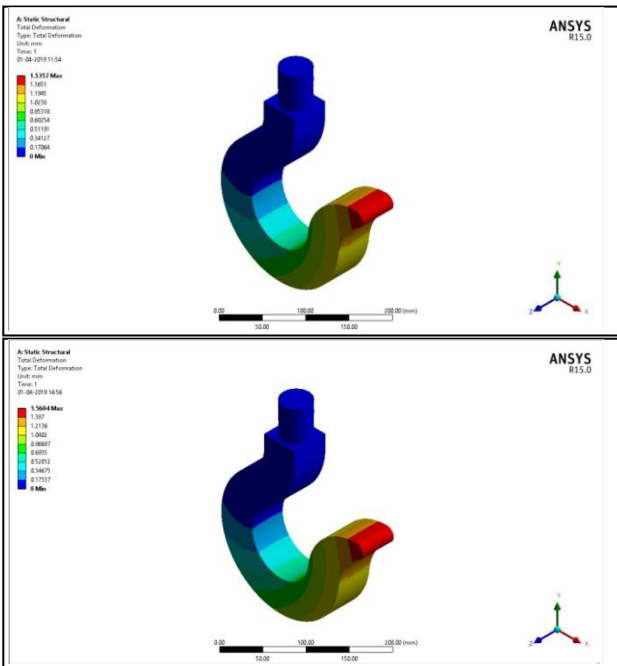 A: Static Structural
Total Deformation
Type: Total Deformation
Unit: mm
Time: 1
01-04-2019 11:54
1.5357 Max
1.3651
1.1945
1.0238
0.85318
0.68254
0.51191
0.34127
0.17064
0 Min
ANSYS
R15.0
0.00
100.00
200.00 (mm)
50.00
150.00
Y
Z
X
A: Static Structural
Total Deformation
Type: Total Deformation
Unit: mm
Time: 1
01-04-2019 14:56
1.5604 Max
1.387
1.2136
1.0402
0.86687
0.6935
0.52012
0.34675
0.17337
0 Min
ANSYS
R15.0
0.00
100.00
200.00 (mm)
50.00
150.00
Y
Z
X